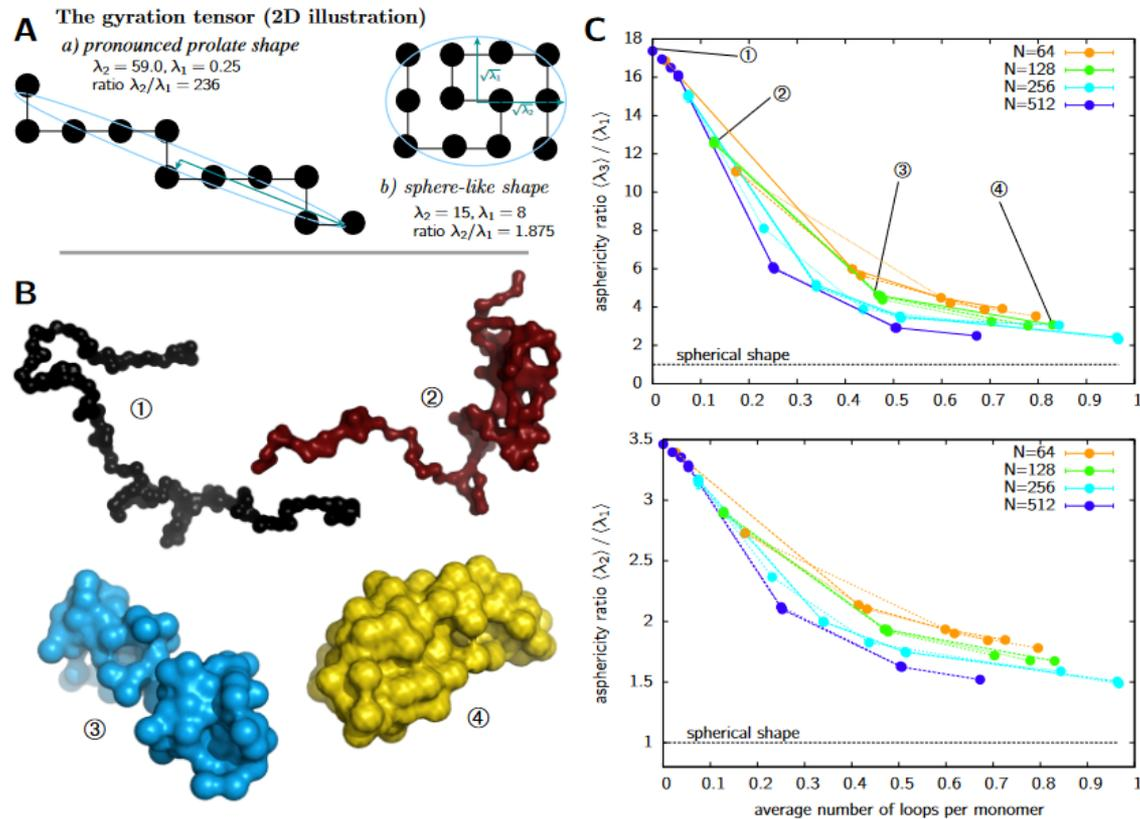 A
The gyration tensor (2D illustration)
a) pronounced prolate shape
λ₂ = 59.0, λ₁ = 0.25
ratio λ₂/λ₁ = 236
√λ₁
√λ₂
b) sphere-like shape
λ₂ = 15, λ₁ = 8
ratio λ₂/λ₁ = 1.875
B
①
②
③
④
C
asphericity ratio ⟨λ₃⟩ / ⟨λ₁⟩
18
16
14
12
10
8
6
4
2
0
N=64
N=128
N=256
N=512
①
②
③
④
spherical shape
0 0.1 0.2 0.3 0.4 0.5 0.6 0.7 0.8 0.9 1
asphericity ratio ⟨λ₂⟩ / ⟨λ₁⟩
3.5
3
2.5
2
1.5
1
N=64
N=128
N=256
N=512
spherical shape
0 0.1 0.2 0.3 0.4 0.5 0.6 0.7 0.8 0.9 1
average number of loops per monomer